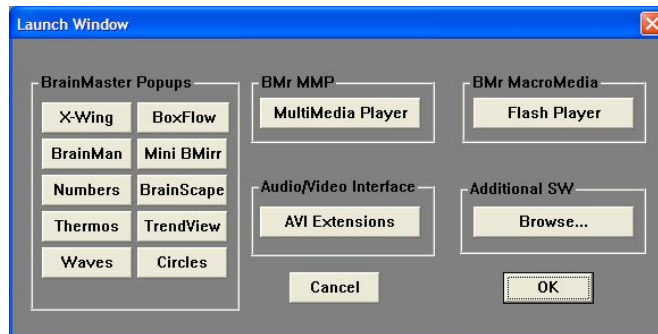 Launch Window
BrainMaster Popups
X-Wing BoxFlow
BrainMan Mini BMirr
Numbers BrainScape
Thermos TrendView
Waves Circles
BMr MMP
MultiMedia Player
BMr MacroMedia
Flash Player
Audio/Video Interface
AVI Extensions
Additional SW
Browse...
Cancel
OK